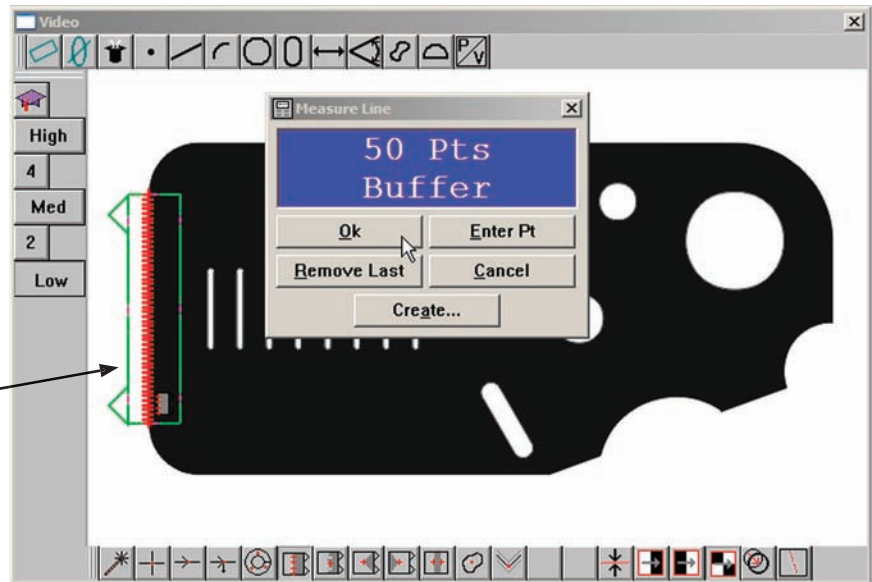 Video
P/V
High
4
Med
2
Low
Measure Line
50 Pts
Buffer
Ok
Enter Pt
Remove Last
Cancel
Create...